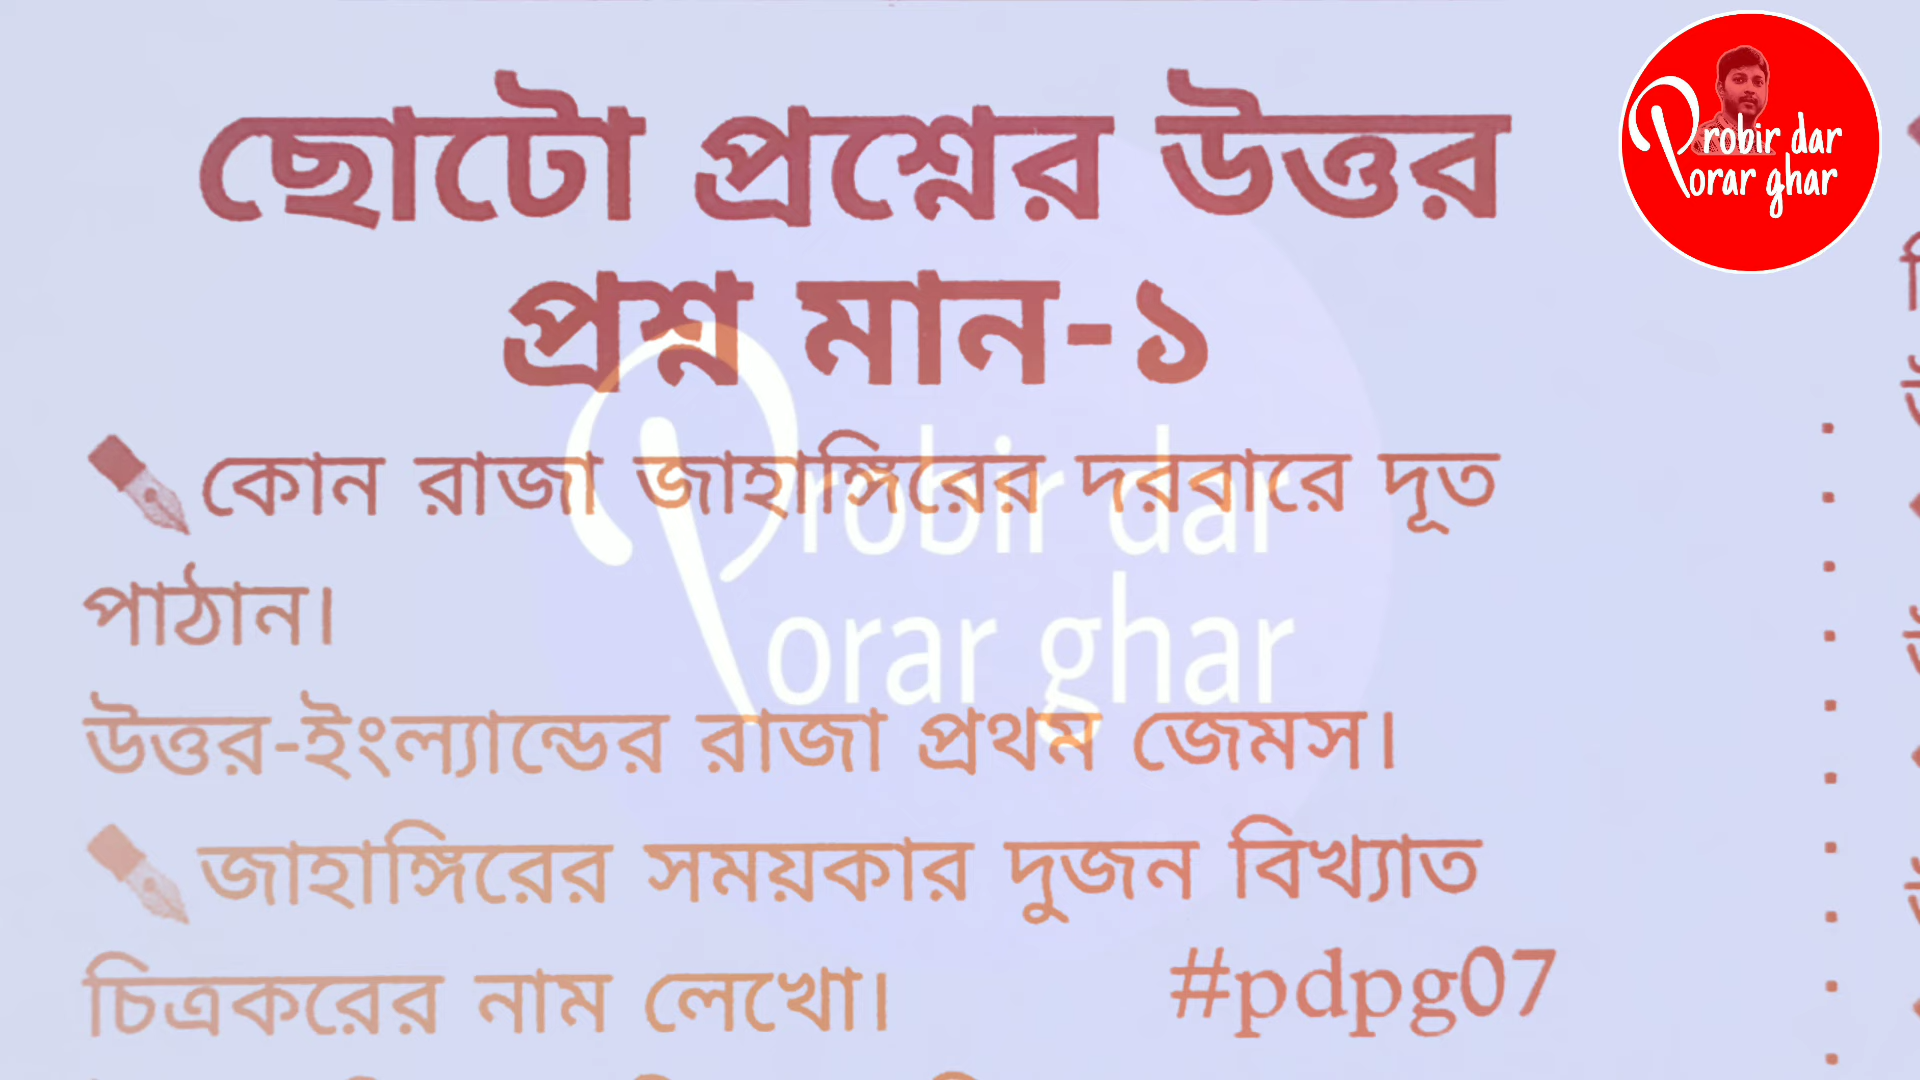 ছোটো প্রশ্নের উত্তর
প্রশ্ন মান-১
কোন রাজা জাহাঙ্গিরের দরবারে দূত
পাঠান।
উত্তর-ইংল্যান্ডের রাজা প্রথম জেমস।
জাহাঙ্গিরের সময়কার দুজন বিখ্যাত
চিত্রকরের নাম লেখো।
#pdpg07
Probir dar
Porar ghar
Probir dar
Porar ghar